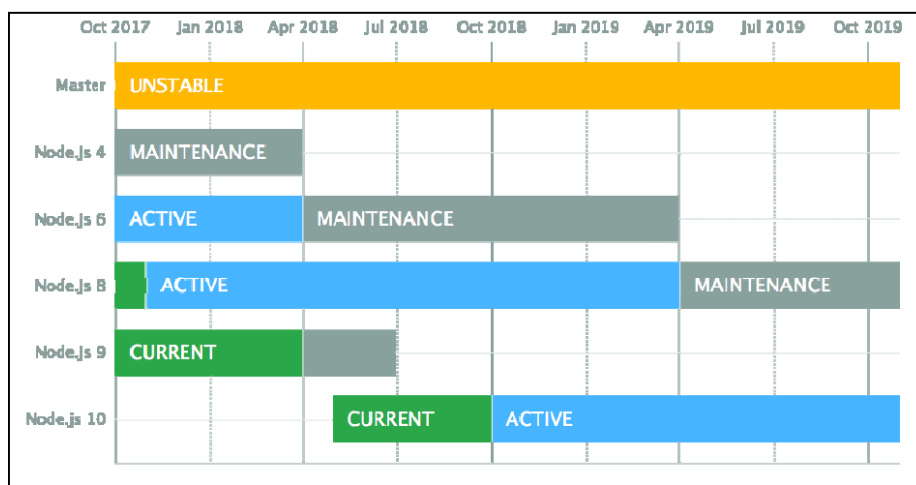 Oct 2017 Jan 2018 Apr 2018 Jul 2018 Oct 2018 Jan 2019 Apr 2019 Jul 2019 Oct 2019
Master UNSTABLE
Node.js 4 MAINTENANCE
Node.js 6 ACTIVE MAINTENANCE
Node.js 8 ACTIVE MAINTENANCE
Node.js 9 CURRENT
Node.js 10 CURRENT ACTIVE